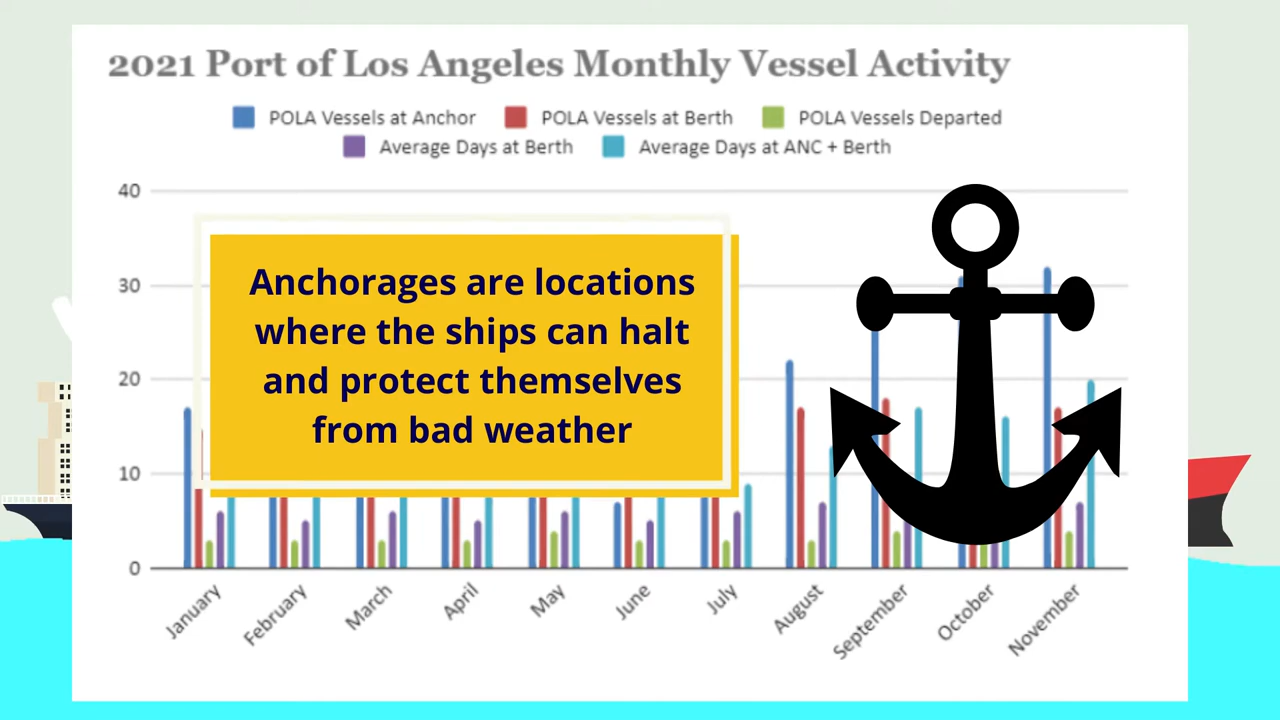 2021 Port of Los Angeles Monthly Vessel Activity
POLA Vessels at Anchor POLA Vessels at Berth POLA Vessels Departed
Average Days at Berth Average Days at ANC + Berth
40
30
20
10
0
Anchorages are locations
where the ships can halt
and protect themselves
from bad weather
January February March April May June July August September October November